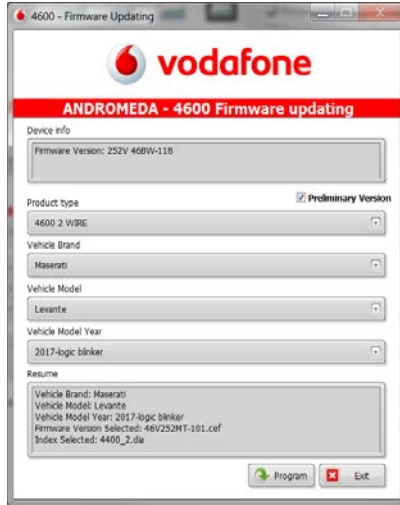 4600 - Firmware Updating
vodafone
ANDROMEDA - 4600 Firmware updating
Device info
Firmware Version: 252V 46BW-118
Preliminary Version
Product type
4600 2 WIRE
Vehicle Brand
Maserati
Vehicle Model
Levante
Vehicle Model Year
2017-logic blinker
Resume
Vehicle Brand: Maserati
Vehicle Model: Levante
Vehicle Model Year: 2017-logic blinker
Firmware Version Selected: 46V252MT-101.cef
Index Selected: 4400_2.dia
Program
Exit